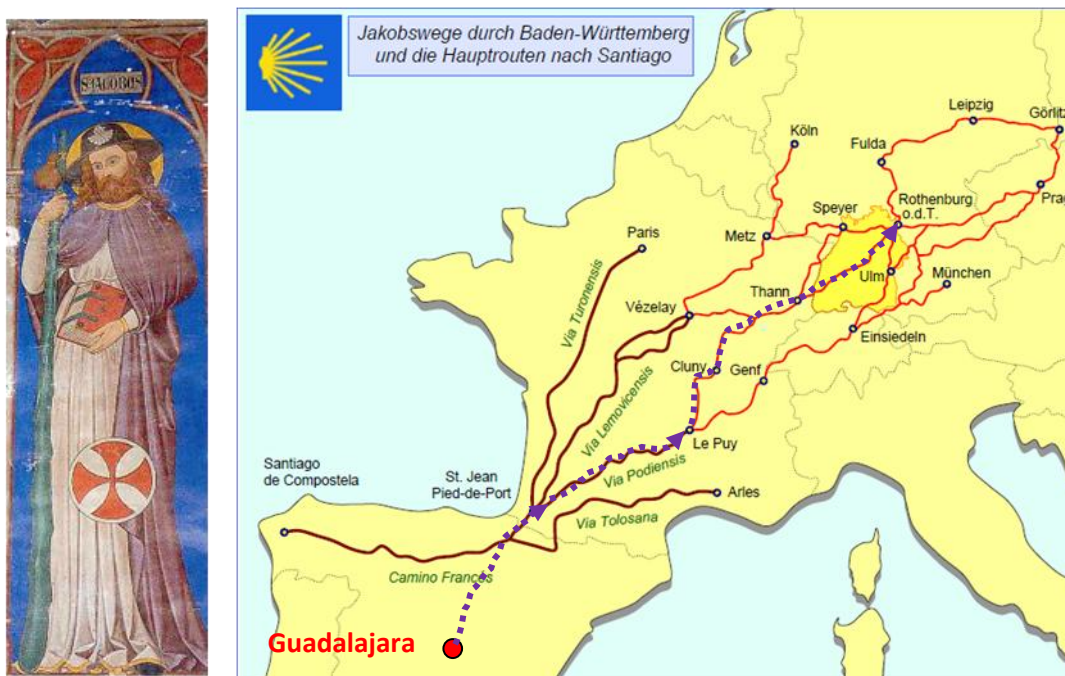 S·IACOBUS
Jakobswege durch Baden-Württemberg
und die Hauptrouten nach Santiago
Leipzig
Görlitz
Köln
Fulda
Prag
Rothenburg
o.d.T.
Speyer
Metz
Paris
Ulm
München
Thann
Vézelay
Via Turonensis
Einsiedeln
Cluny
Genf
Via Lemovicensis
Le Puy
Via Podiensis
Santiago
de Compostela
St. Jean
Pied-de-Port
Arles
Via Tolosana
Camino Francés
Guadalajara